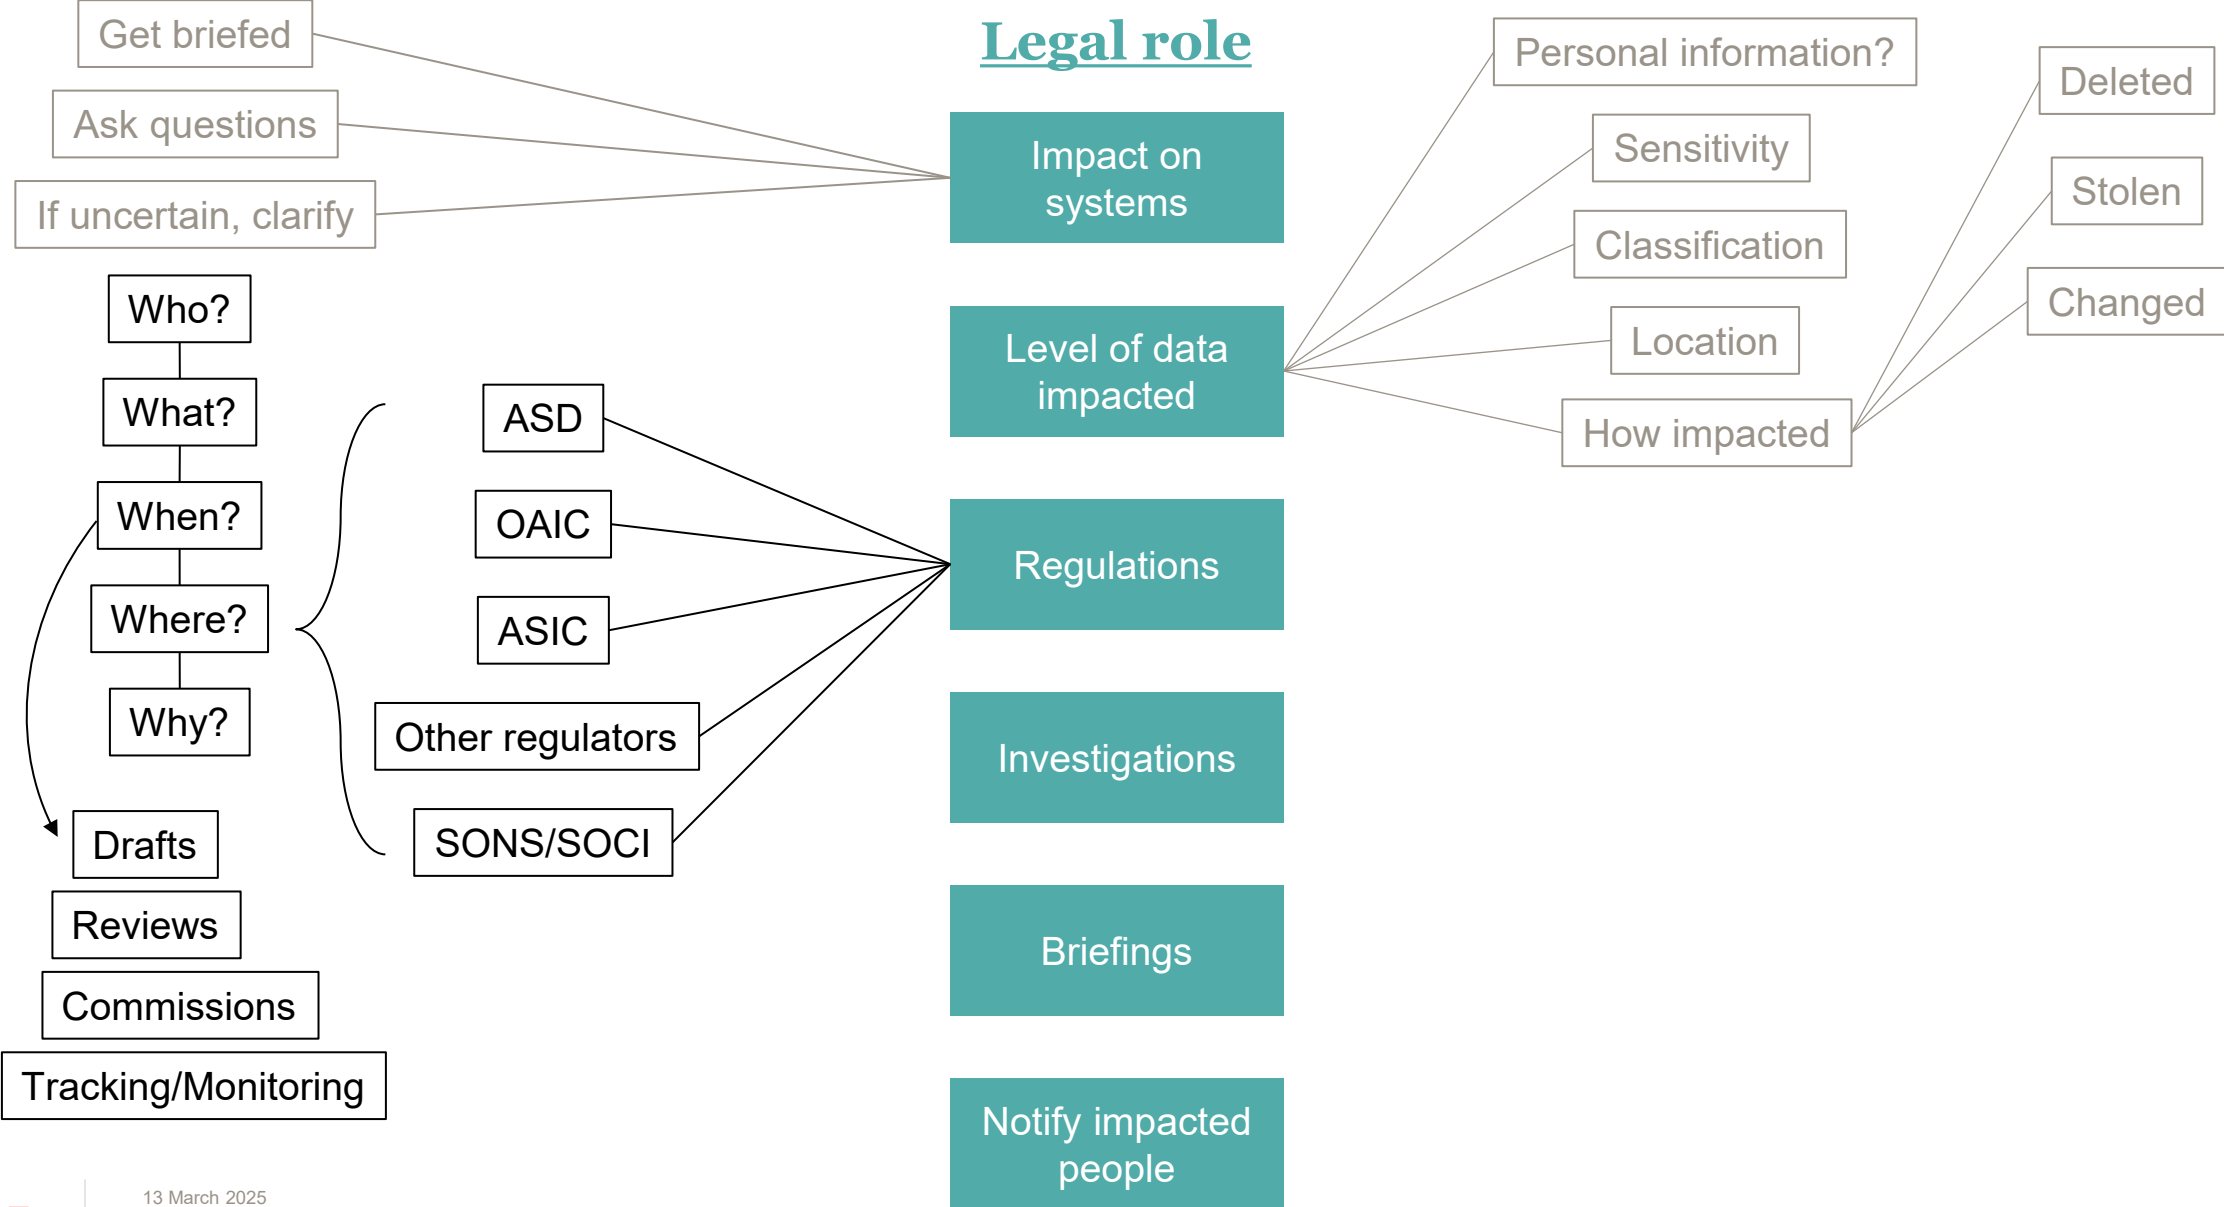 Legal role
Get briefed
Ask questions
If uncertain, clarify
Impact on
systems
Personal information?
Sensitivity
Classification
Location
How impacted
Deleted
Stolen
Changed
Level of data
impacted
Who?
What?
When?
Where?
Why?
ASD
OAIC
ASIC
Other regulators
SONS/SOCI
Regulations
Investigations
Drafts
Reviews
Commissions
Tracking/Monitoring
Briefings
Notify impacted
people
13 March 2025